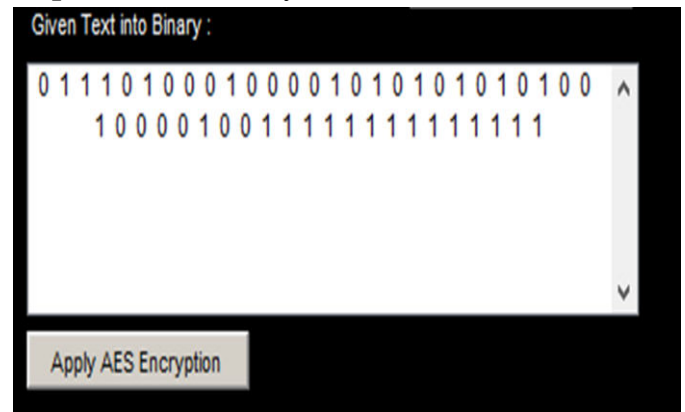 Given Text into Binary :
0 1 1 1 0 1 0 0 0 1 0 0 0 0 1 0 1 0 1 0 1 0 1 0 1 0 0
1 0 0 0 0 1 0 0 1 1 1 1 1 1 1 1 1 1 1 1 1 1
Apply AES Encryption